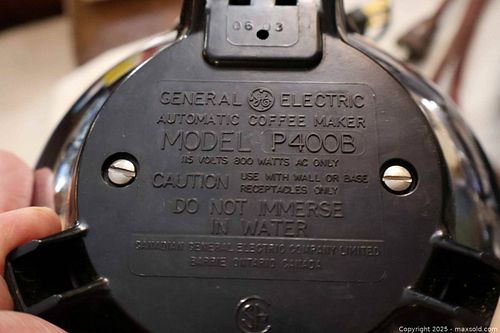 06 03
GENERAL GE ELECTRIC
AUTOMATIC COFFEE MAKER
MODEL P400B
115 VOLTS 800 WATTS AC ONLY
CAUTION USE WITH WALL OR BASE
RECEPTACLES ONLY
DO NOT IMMERSE
IN WATER
CANADIAN GENERAL ELECTRIC COMPANY LIMITED
BARRIE ONTARIO CANADA
Copyright 2025 - maxsold.com